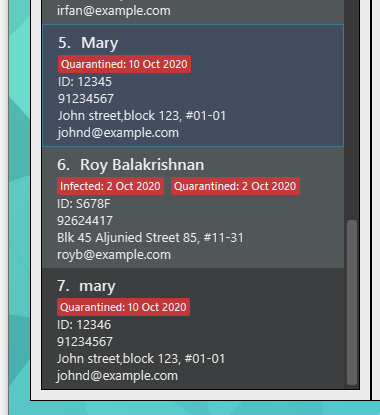 irfan@example.com
5. Mary
Quarantined: 10 Oct 2020
ID: 12345
91234567
John street,block 123, #01-01
johnd@example.com
6. Roy Balakrishnan
Infected: 2 Oct 2020 Quarantined: 2 Oct 2020
ID: S678F
92624417
Blk 45 Aljunied Street 85, #11-31
royb@example.com
7. mary
Quarantined: 10 Oct 2020
ID: 12346
91234567
John street,block 123, #01-01
johnd@example.com